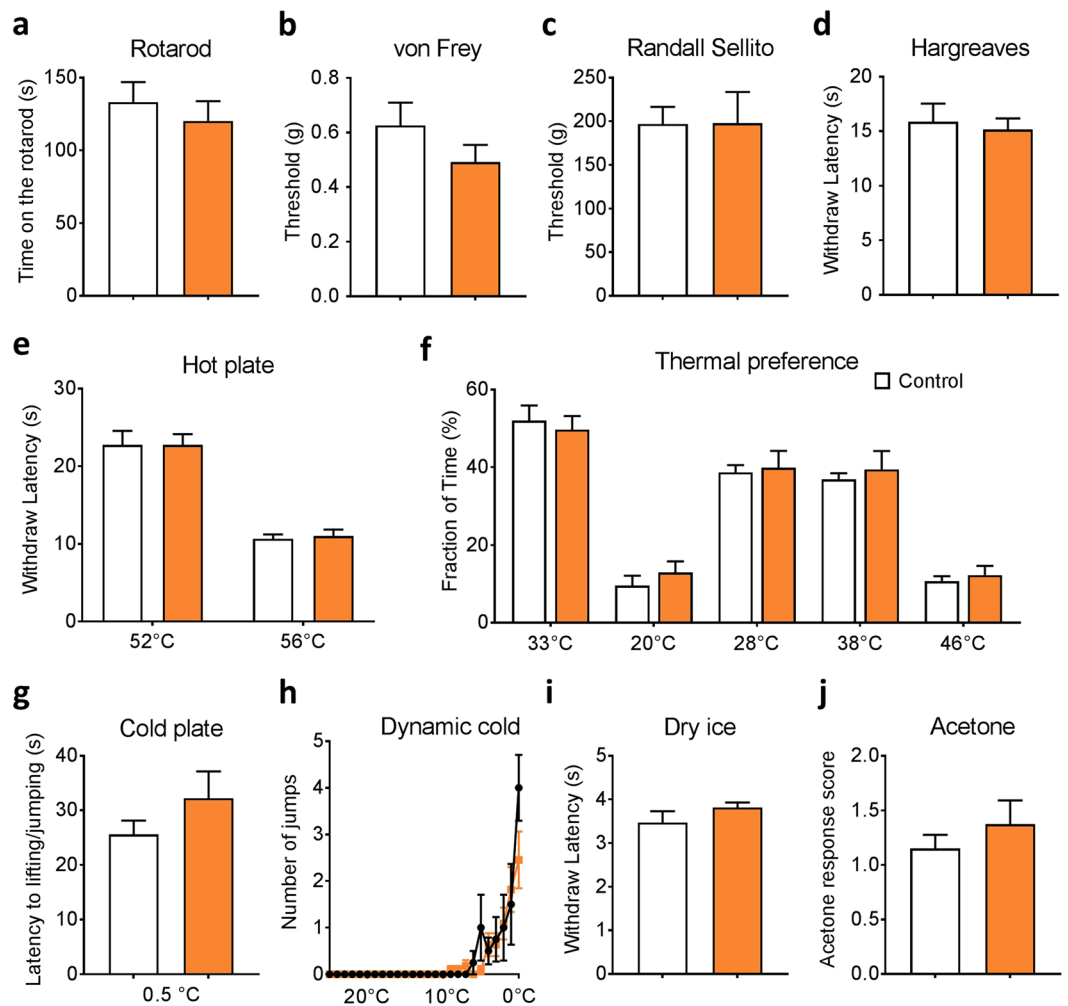 a
Rotarod
Time on the rotarod (s)
150
100
50
0
b
von Frey
Threshold (g)
0.8
0.6
0.4
0.2
0.0
c
Randall Sellito
Threshold (g)
250
200
150
100
50
0
d
Hargreaves
Withdraw Latency (s)
20
15
10
5
0
e
Hot plate
Withdraw Latency (s)
30
20
10
0
52°C
56°C
f
Thermal preference
Control
Fraction of Time (%)
60
40
20
0
33°C
20°C
28°C
38°C
46°C
g
Cold plate
Latency to lifting/jumping (s)
40
30
20
10
0
0.5 °C
h
Dynamic cold
Number of jumps
5
4
3
2
1
0
20°C
10°C
0°C
i
Dry ice
Withdraw Latency (s)
5
4
3
2
1
0
j
Acetone
Acetone response score
2.0
1.5
1.0
0.5
0.0